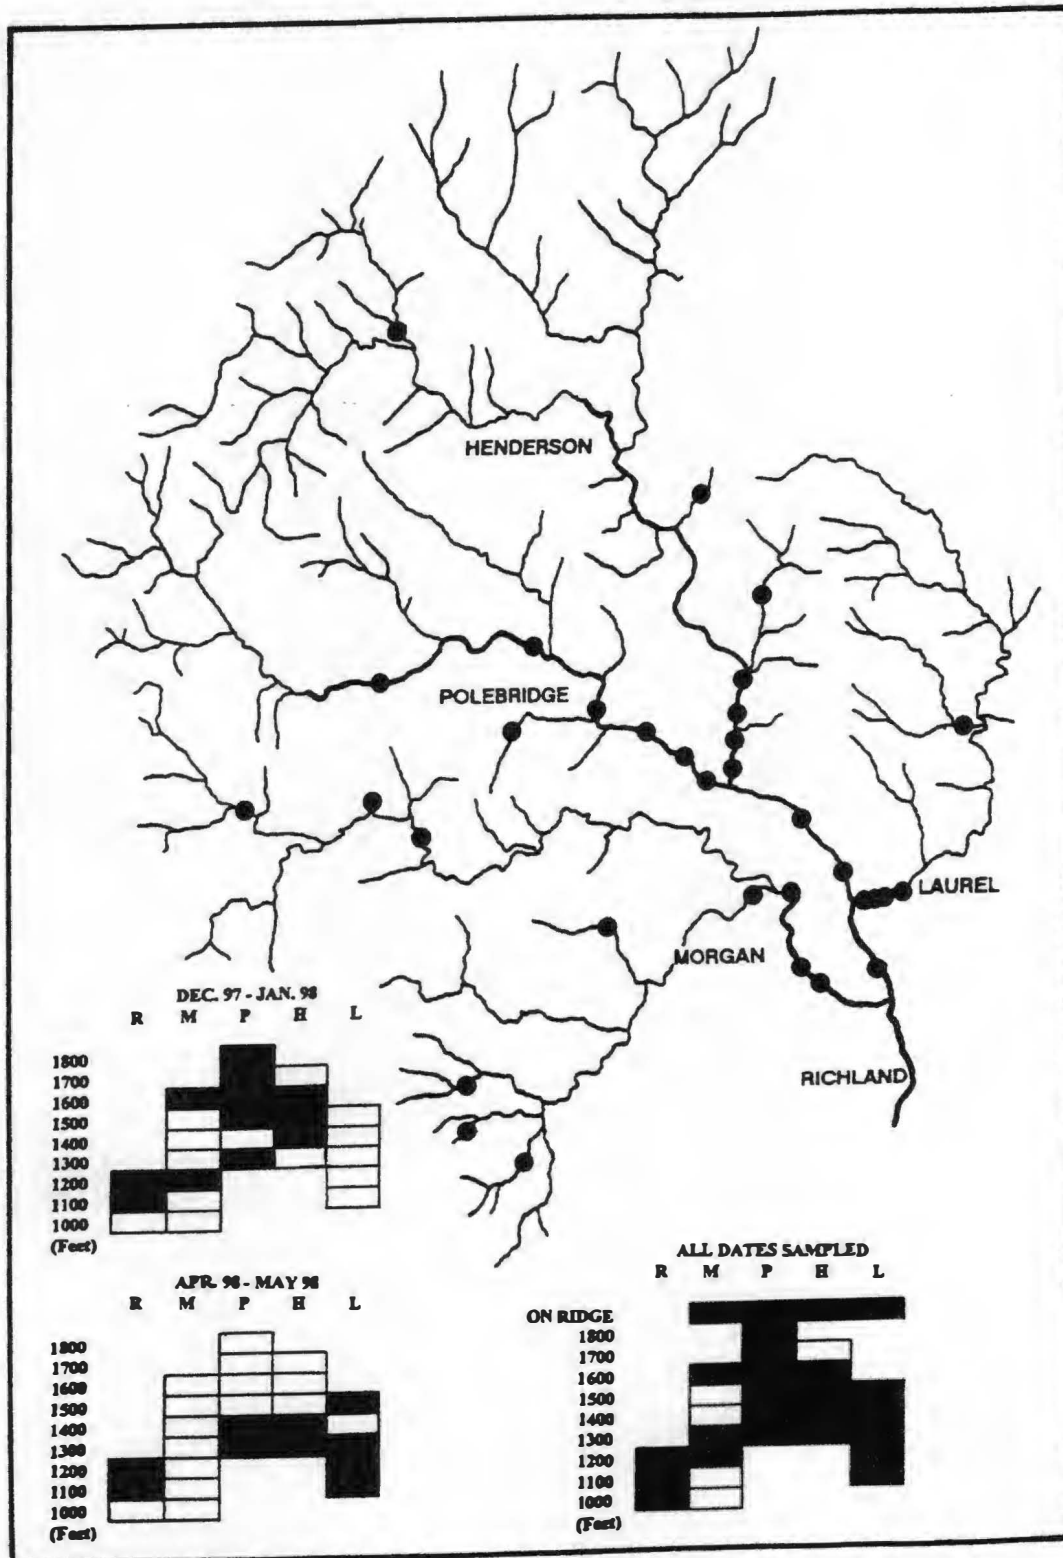 HENDERSON
POLEBRIDGE
LAUREL
MORGAN
RICHLAND
DEC. 97 - JAN. 98
R M P H L
1800
1700
1600
1500
1400
1300
1200
1100
1000
(Feet)
APR. 98 - MAY 98
R M P H L
1800
1700
1600
1500
1400
1300
1200
1100
1000
(Feet)
ALL DATES SAMPLED
R M P H L
ON RIDGE
1800
1700
1600
1500
1400
1300
1200
1100
1000
(Feet)